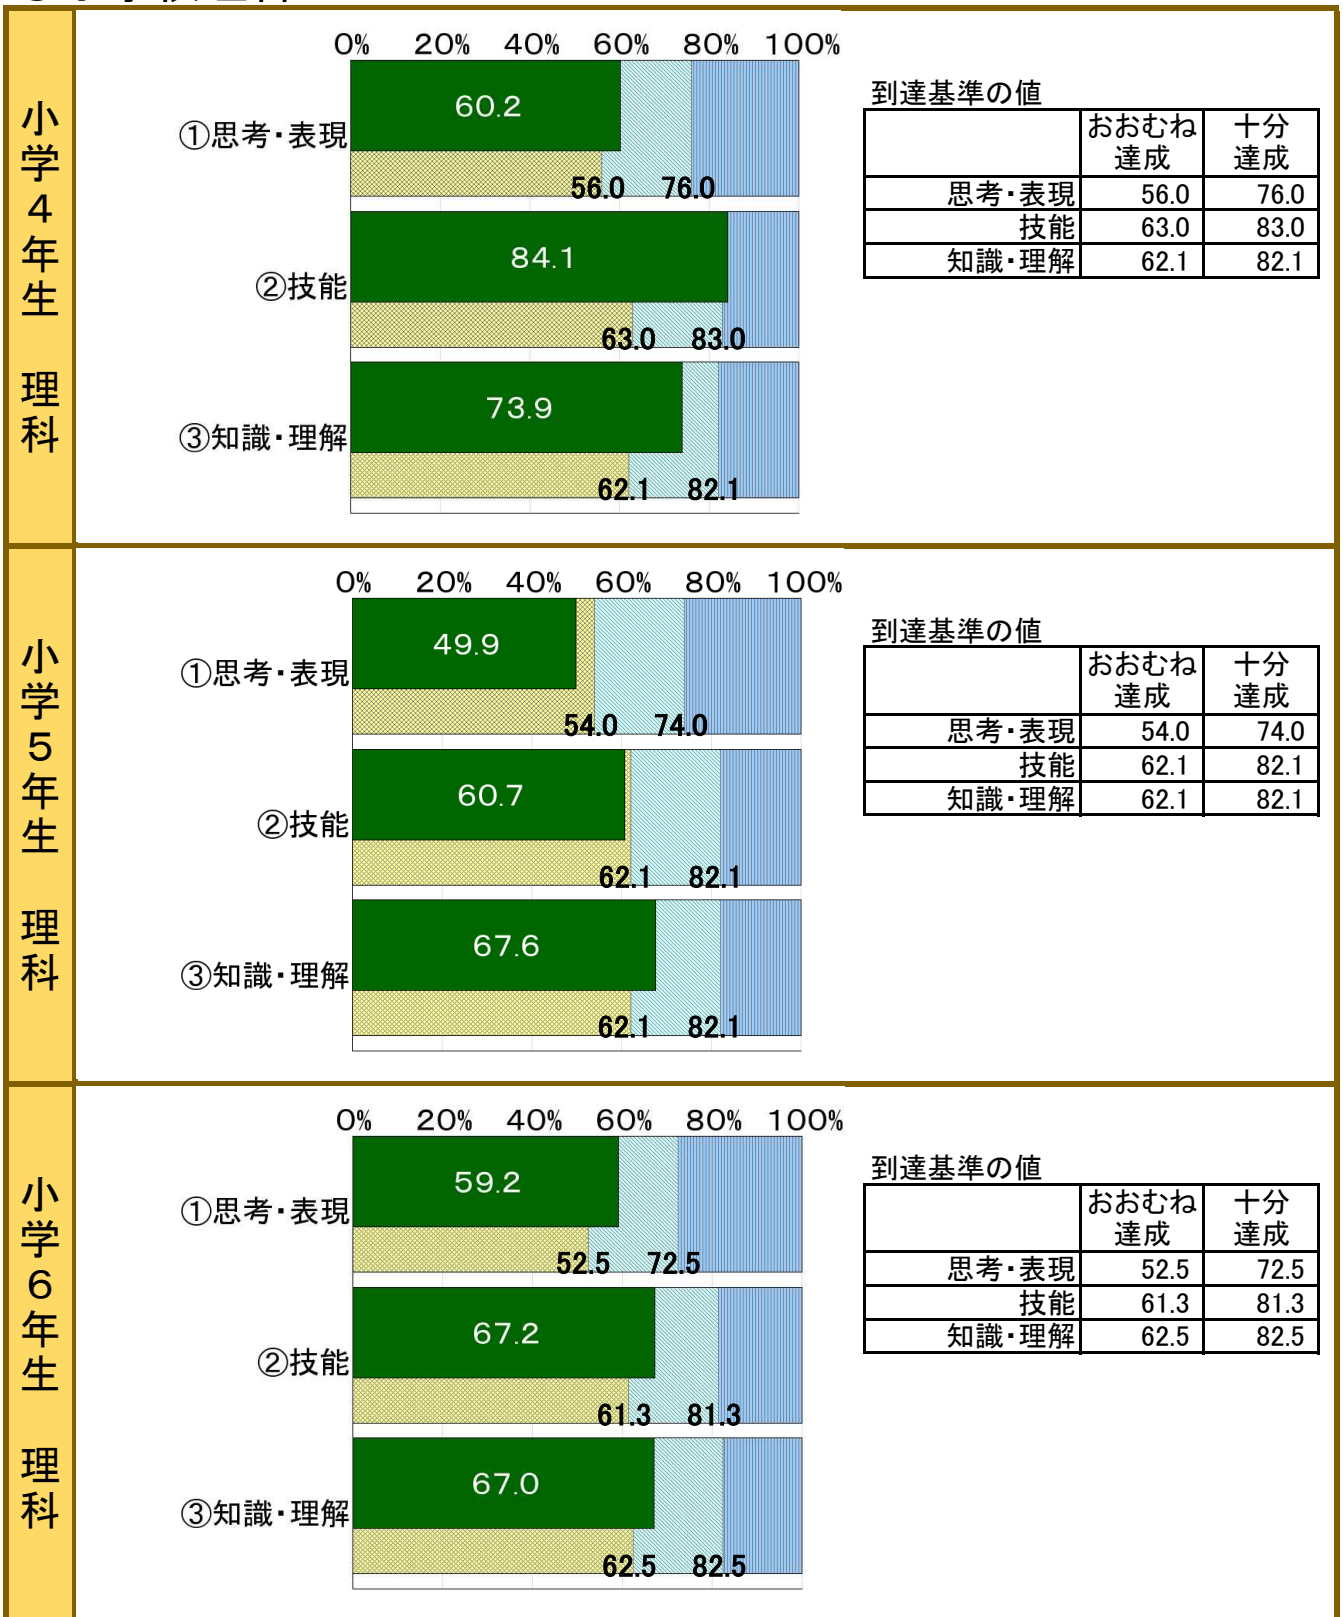 小学4年生 理科
0% 20% 40% 60% 80% 100%
①思考・表現
60.2
56.0 76.0
②技能
84.1
63.0 83.0
③知識・理解
73.9
62.1 82.1
到達基準の値
おおむね達成 十分達成
思考・表現 56.0 76.0
技能 63.0 83.0
知識・理解 62.1 82.1
小学5年生 理科
0% 20% 40% 60% 80% 100%
①思考・表現
49.9
54.0 74.0
②技能
60.7
62.1 82.1
③知識・理解
67.6
62.1 82.1
到達基準の値
おおむね達成 十分達成
思考・表現 54.0 74.0
技能 62.1 82.1
知識・理解 62.1 82.1
小学6年生 理科
0% 20% 40% 60% 80% 100%
①思考・表現
59.2
52.5 72.5
②技能
67.2
61.3 81.3
③知識・理解
67.0
62.5 82.5
到達基準の値
おおむね達成 十分達成
思考・表現 52.5 72.5
技能 61.3 81.3
知識・理解 62.5 82.5